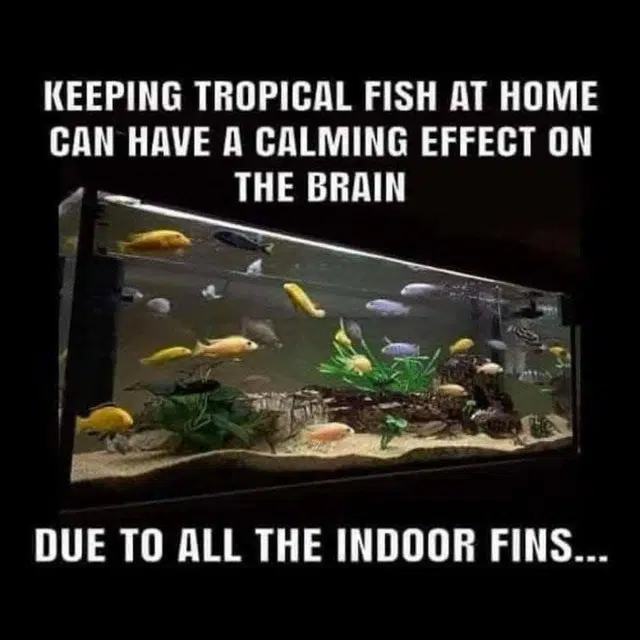 KEEPING TROPICAL FISH AT HOME
CAN HAVE A CALMING EFFECT ON
THE BRAIN
DUE TO ALL THE INDOOR FINS...